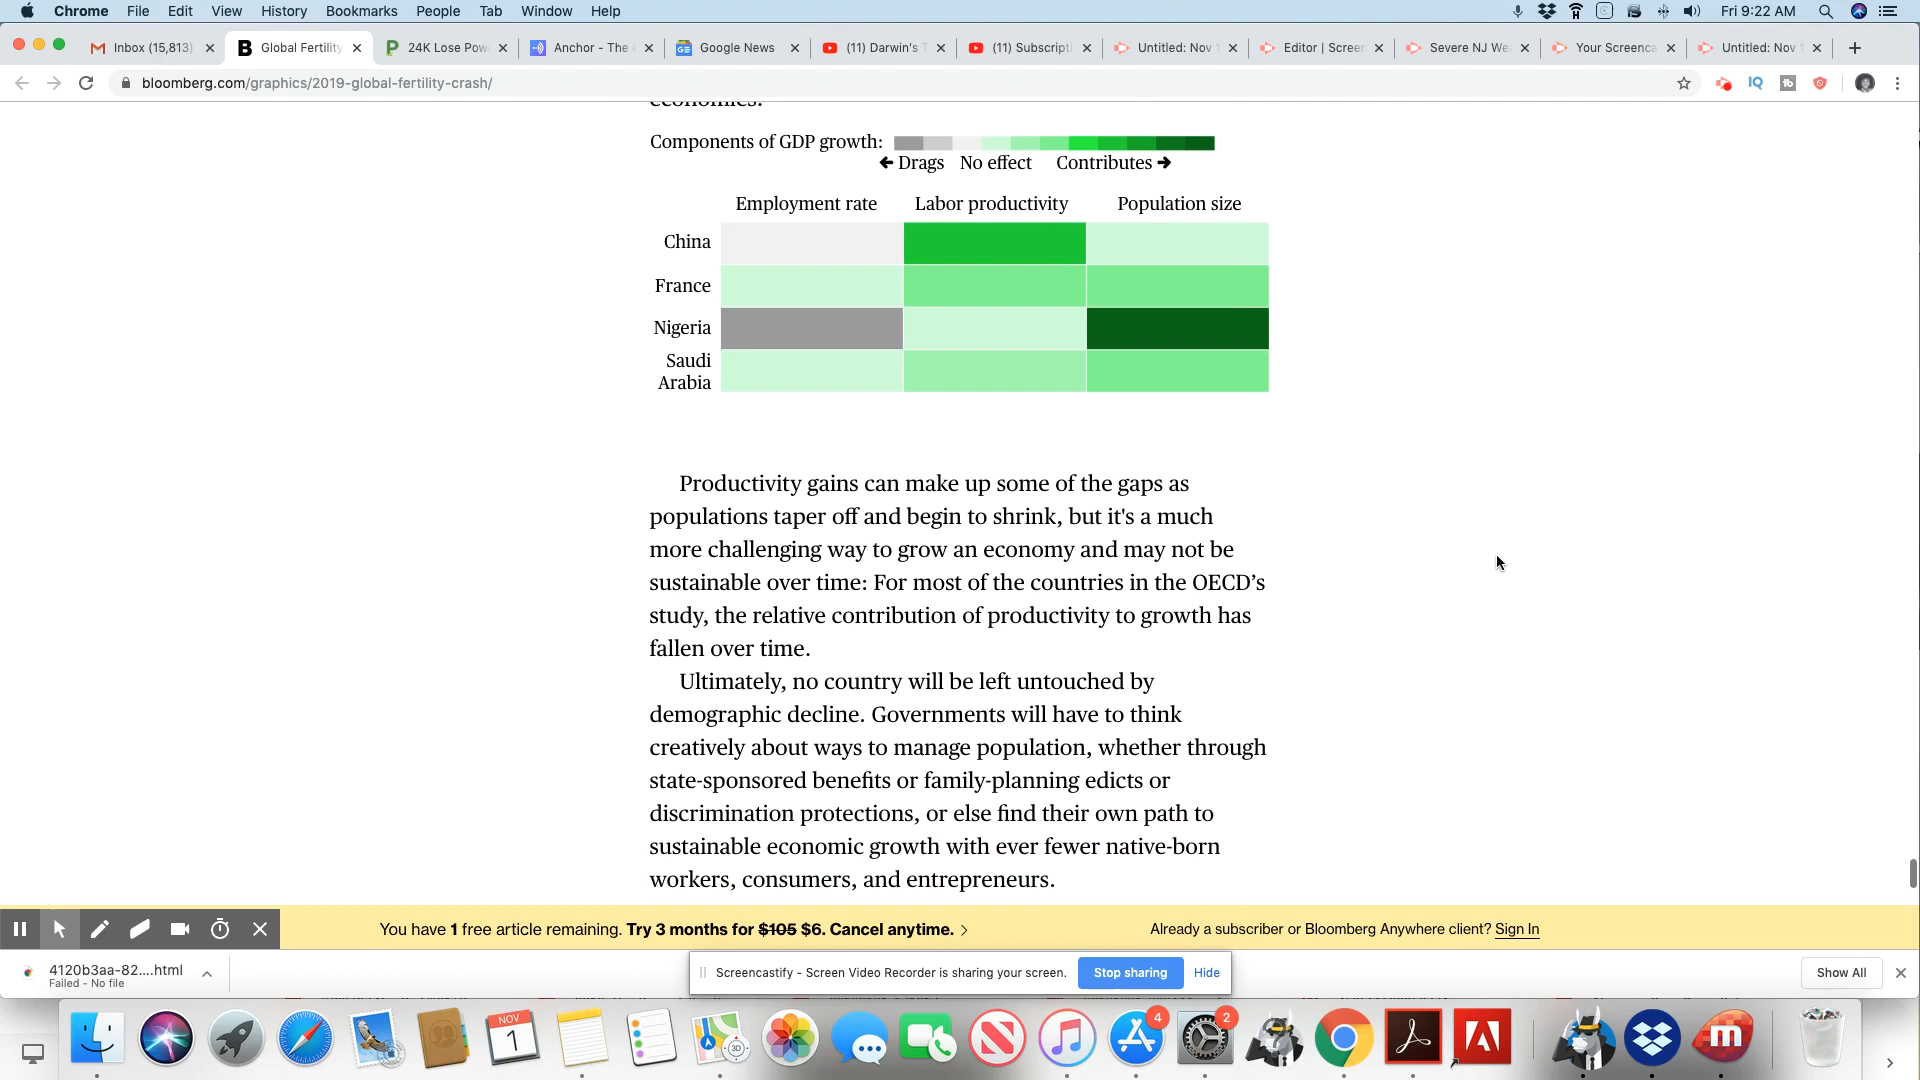 Chrome File Edit View History Bookmarks People Tab Window Help Fri 9:22 AM
Inbox (15,813) Global Fertility 24K Lose Pow Anchor - The Google News (11) Darwin's T (11) Subscript Untitled: Nov 1 Editor | Screen Severe NJ We Your Screenca Untitled: Nov 1
bloomberg.com/graphics/2019-global-fertility-crash/
economies.
Components of GDP growth:
← Drags No effect Contributes →
Employment rate Labor productivity Population size
China
France
Nigeria
Saudi
Arabia
Productivity gains can make up some of the gaps as
populations taper off and begin to shrink, but it's a much
more challenging way to grow an economy and may not be
sustainable over time: For most of the countries in the OECD’s
study, the relative contribution of productivity to growth has
fallen over time.
Ultimately, no country will be left untouched by
demographic decline. Governments will have to think
creatively about ways to manage population, whether through
state-sponsored benefits or family-planning edicts or
discrimination protections, or else find their own path to
sustainable economic growth with ever fewer native-born
workers, consumers, and entrepreneurs.
You have 1 free article remaining. Try 3 months for $105 $6. Cancel anytime. >
Already a subscriber or Bloomberg Anywhere client? Sign In
4120b3aa-82....html
Failed - No file
Screencastify - Screen Video Recorder is sharing your screen. Stop sharing Hide
Show All
NOV
1
3D
4
2